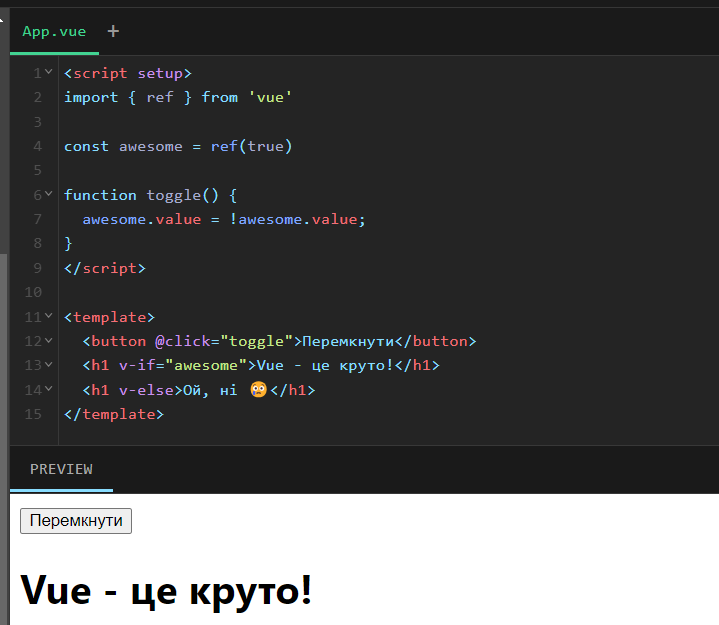 App.vue +
1 <script setup>
2 import { ref } from 'vue'
3
4 const awesome = ref(true)
5
6 function toggle() {
7   awesome.value = !awesome.value;
8 }
9 </script>
10
11 <template>
12   <button @click="toggle">Перемкнути</button>
13   <h1 v-if="awesome">Vue - це круто!</h1>
14   <h1 v-else>Ой, ні 😢</h1>
15 </template>
PREVIEW
Перемкнути
Vue - це круто!